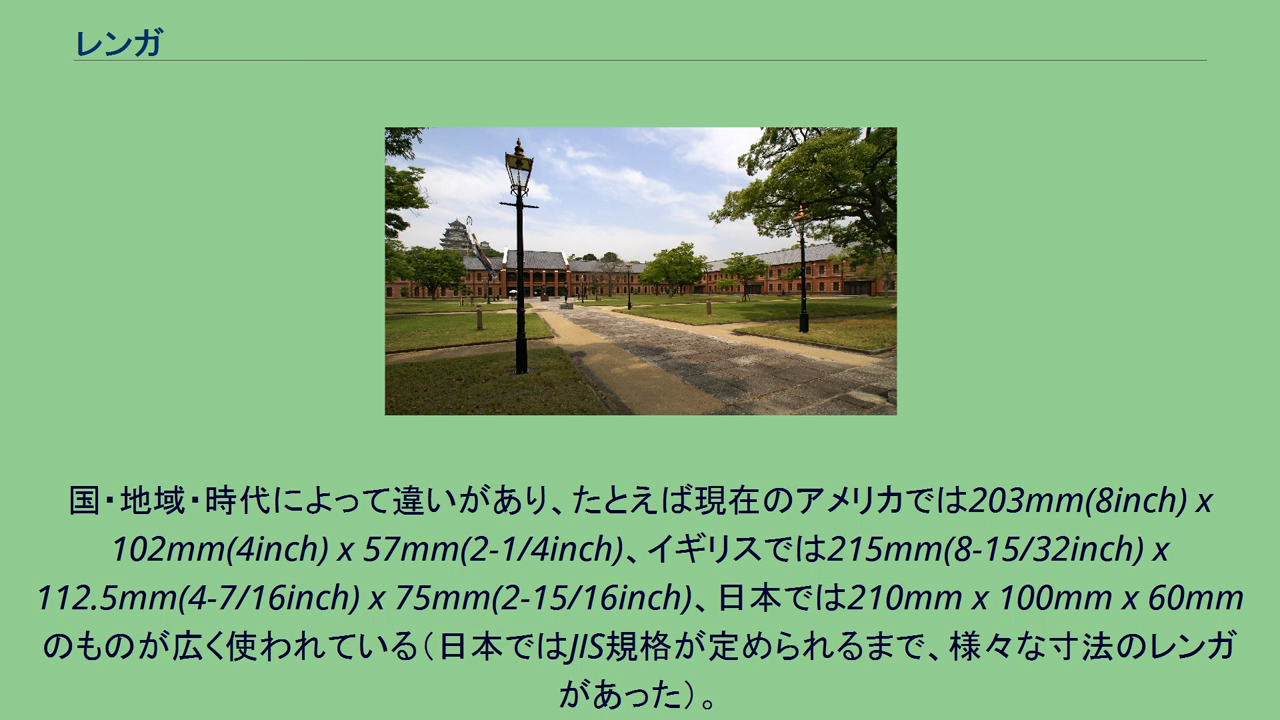 レンガ
国・地域・時代によって違いがあり、たとえば現在のアメリカでは203mm(8inch) x
102mm(4inch) x 57mm(2-1/4inch)、イギリスでは215mm(8-15/32inch) x
112.5mm(4-7/16inch) x 75mm(2-15/16inch)、日本では210mm x 100mm x 60mm
のものが広く使われている（日本ではJIS規格が定められるまで、様々な寸法のレンガ
があった）。